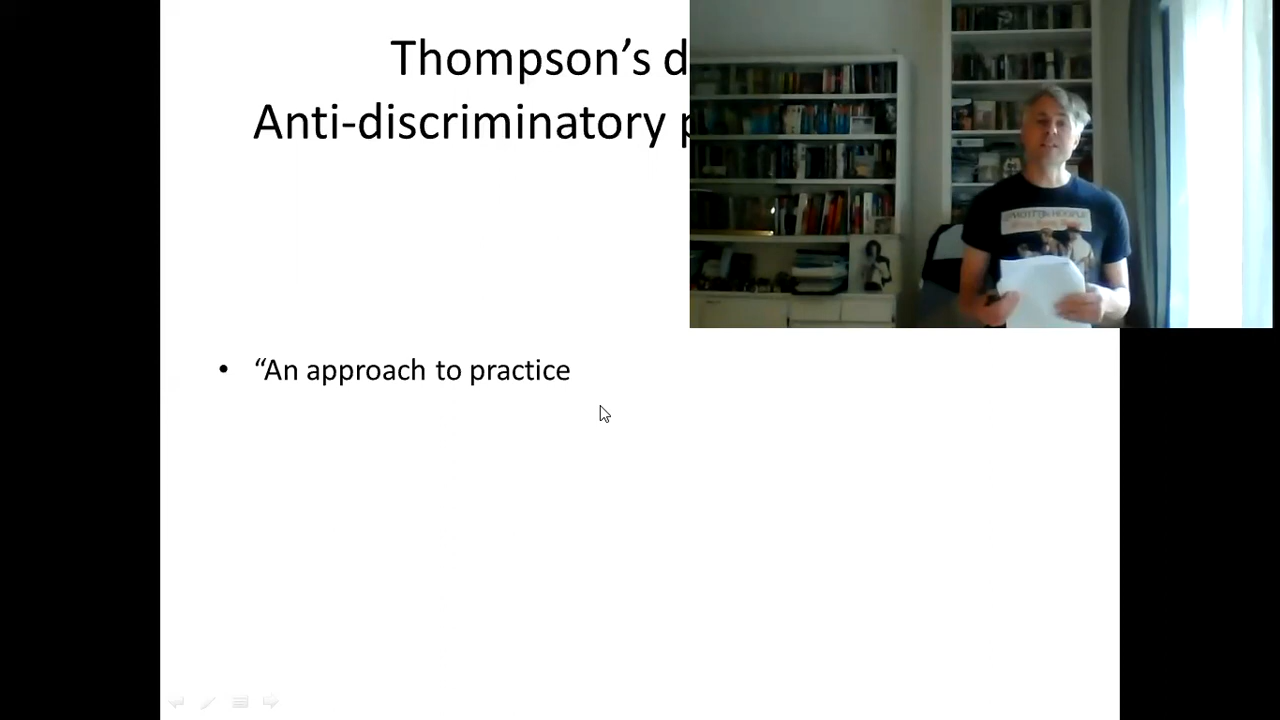 Thompson's d
Anti-discriminatory p
• “An approach to practice